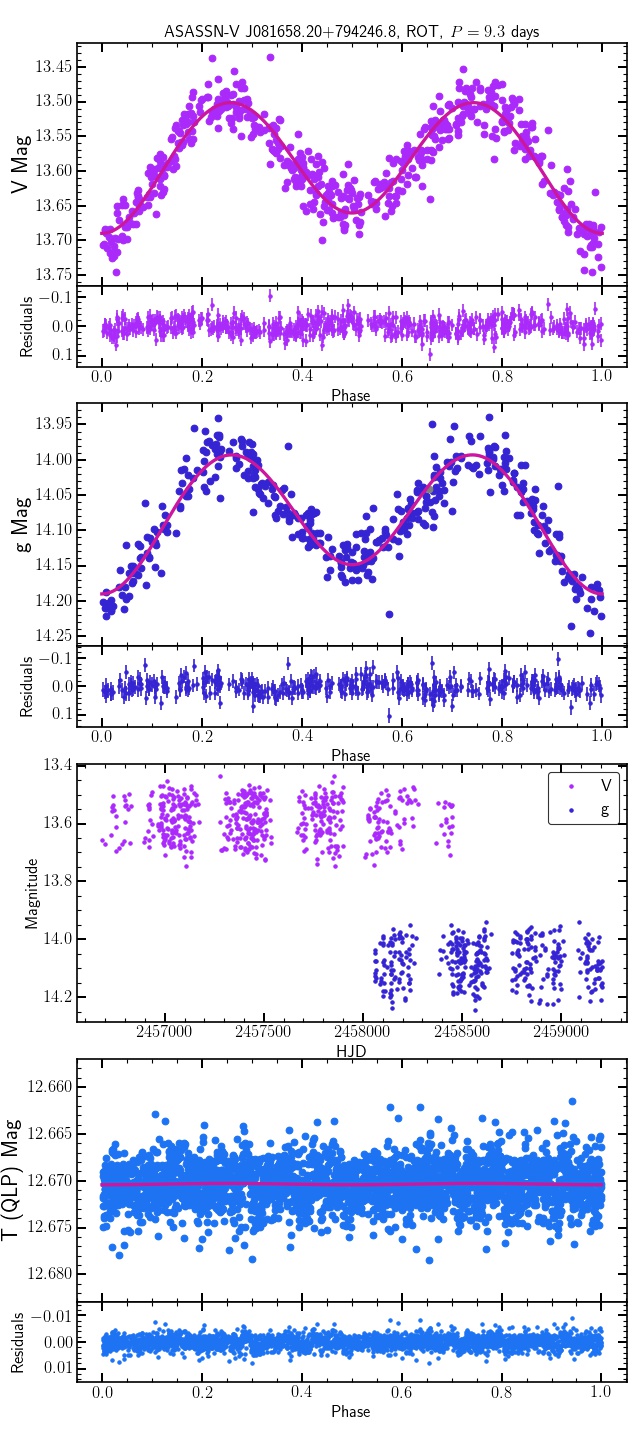 ASASSN-V J081658.20+794246.8, ROT, P = 9.3 days
13.45
13.50
13.55
13.60
13.65
13.70
13.75
V Mag
−0.1
0.0
0.1
Residuals
0.0 0.2 0.4 0.6 0.8 1.0
Phase
13.95
14.00
14.05
14.10
14.15
14.20
14.25
g Mag
−0.1
0.0
0.1
Residuals
0.0 0.2 0.4 0.6 0.8 1.0
Phase
13.4
13.6
13.8
14.0
14.2
Magnitude
V
g
2457000 2457500 2458000 2458500 2459000
HJD
12.660
12.665
12.670
12.675
12.680
T (QLP) Mag
−0.01
0.00
0.01
Residuals
0.0 0.2 0.4 0.6 0.8 1.0
Phase